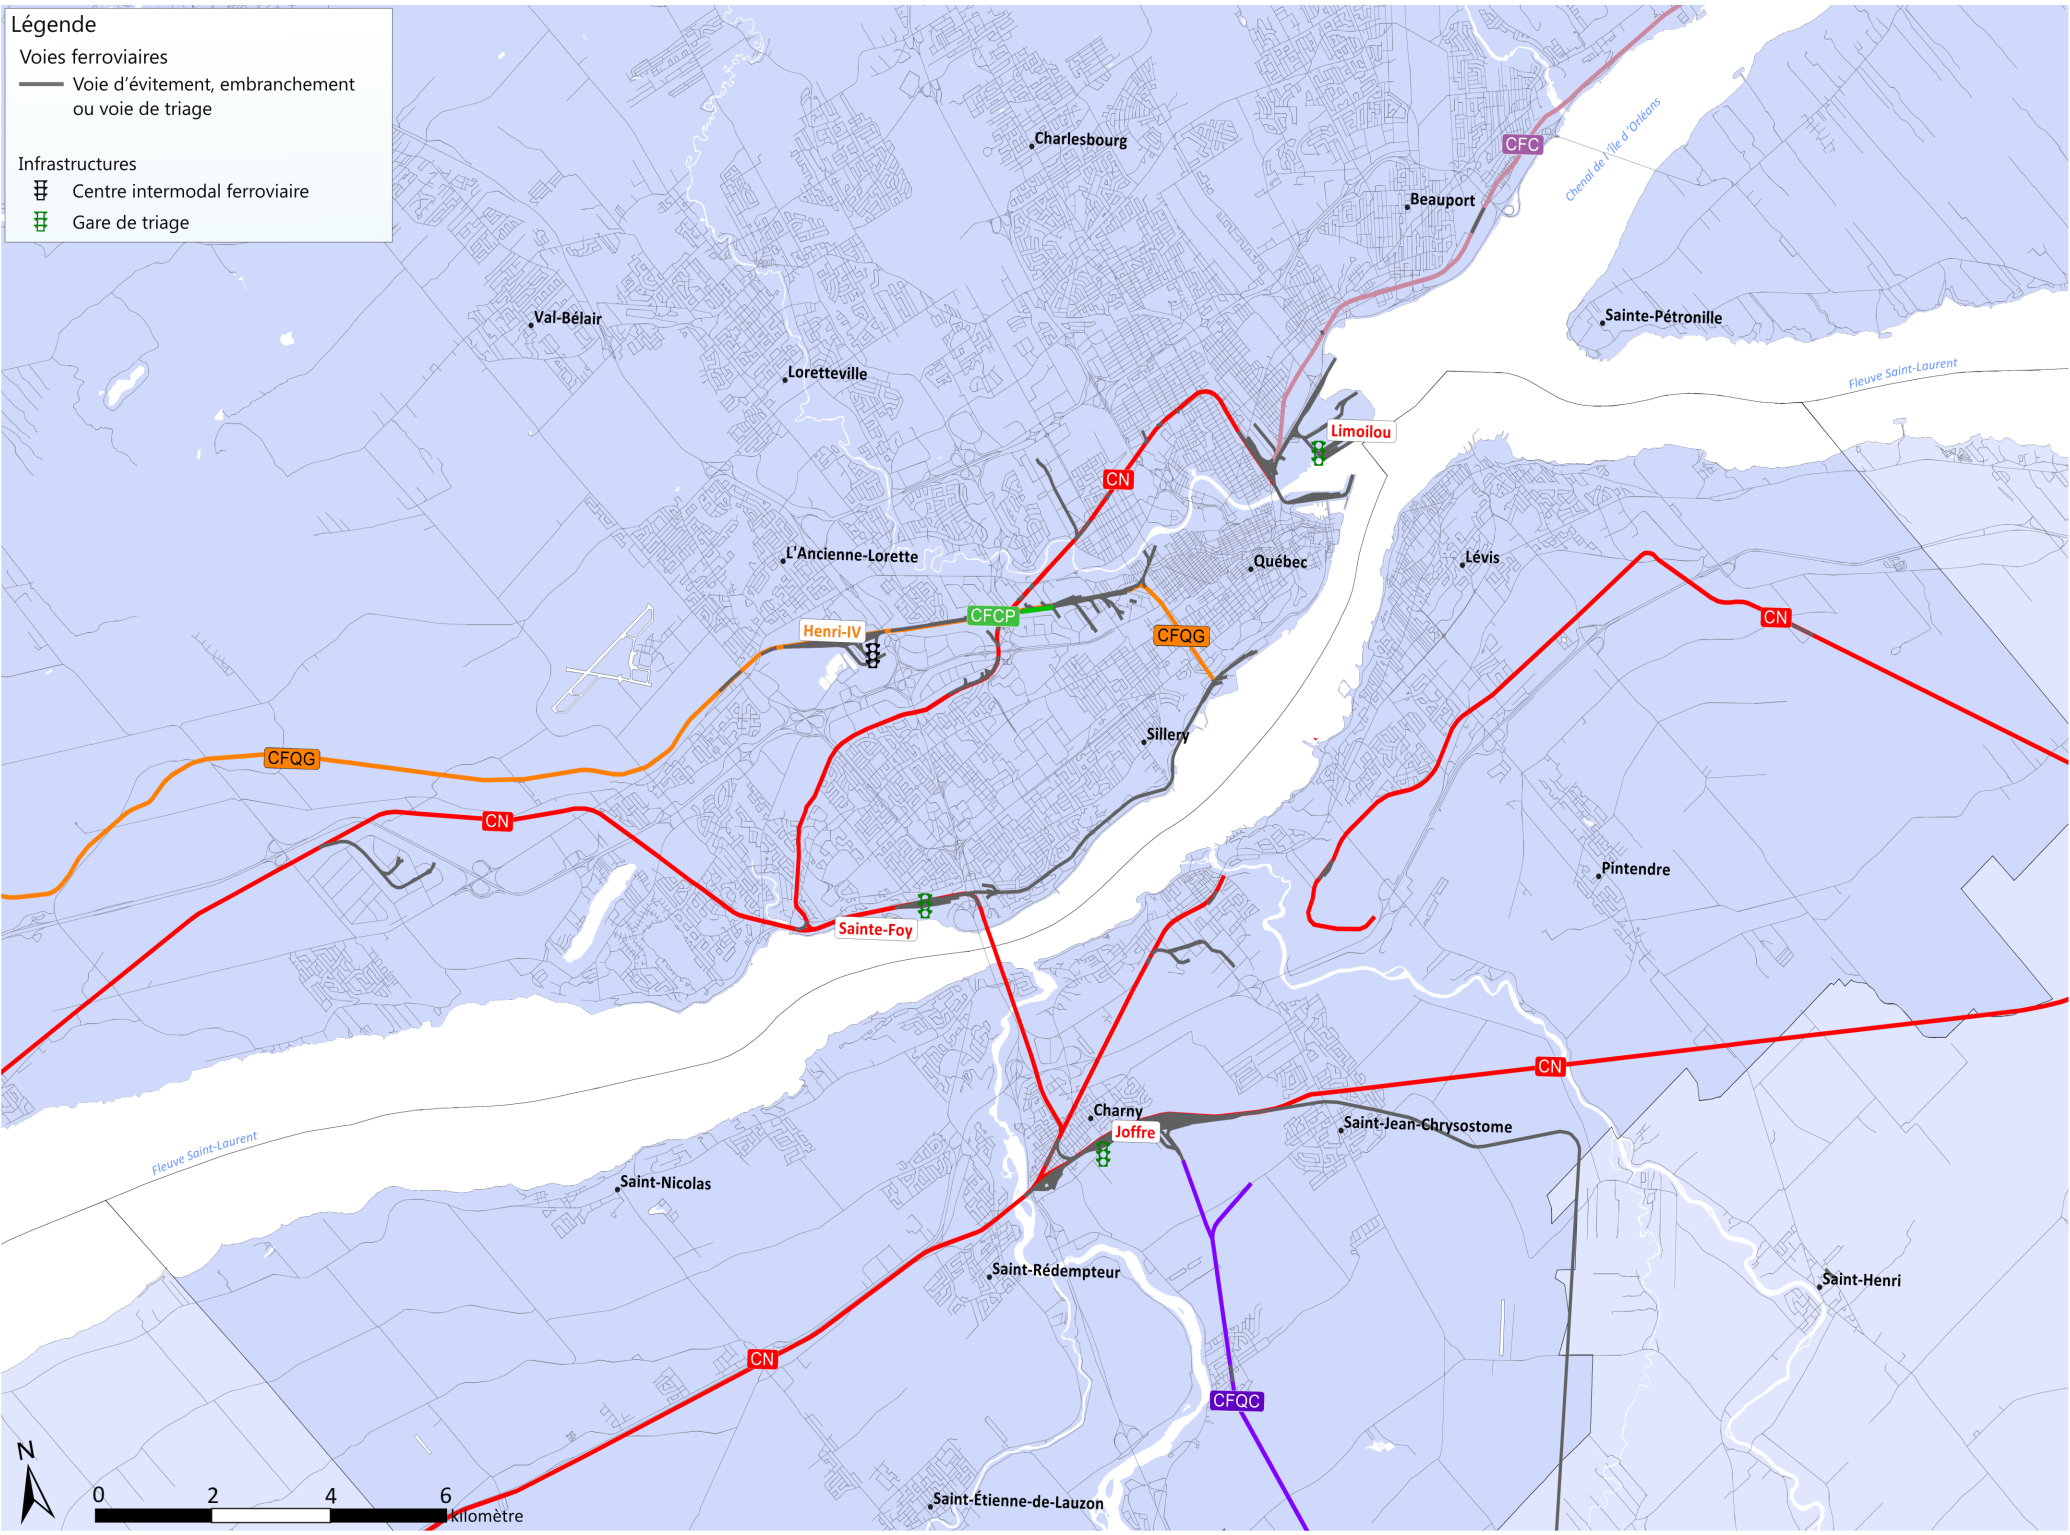 Légende
Voies ferroviaires
Voie d'évitement, embranchement
ou voie de triage
Infrastructures
Centre intermodal ferroviaire
Gare de triage
Charlesbourg
CFC
Chenal de l'Île d'Orléans
Beauport
Val-Bélair
Sainte-Pétronille
Loretteville
Fleuve Saint-Laurent
Limoilou
CN
L'Ancienne-Lorette
Québec
Lévis
CFCP
Henri-IV
CFQG
CN
Sillery
CFQG
CN
Pintendre
Sainte-Foy
CN
Charny
Joffre
Saint-Jean-Chrysostome
Fleuve Saint-Laurent
Saint-Nicolas
Saint-Rédempteur
Saint-Henri
CN
CFQC
N
0 2 4 6
kilomètre
Saint-Étienne-de-Lauzon